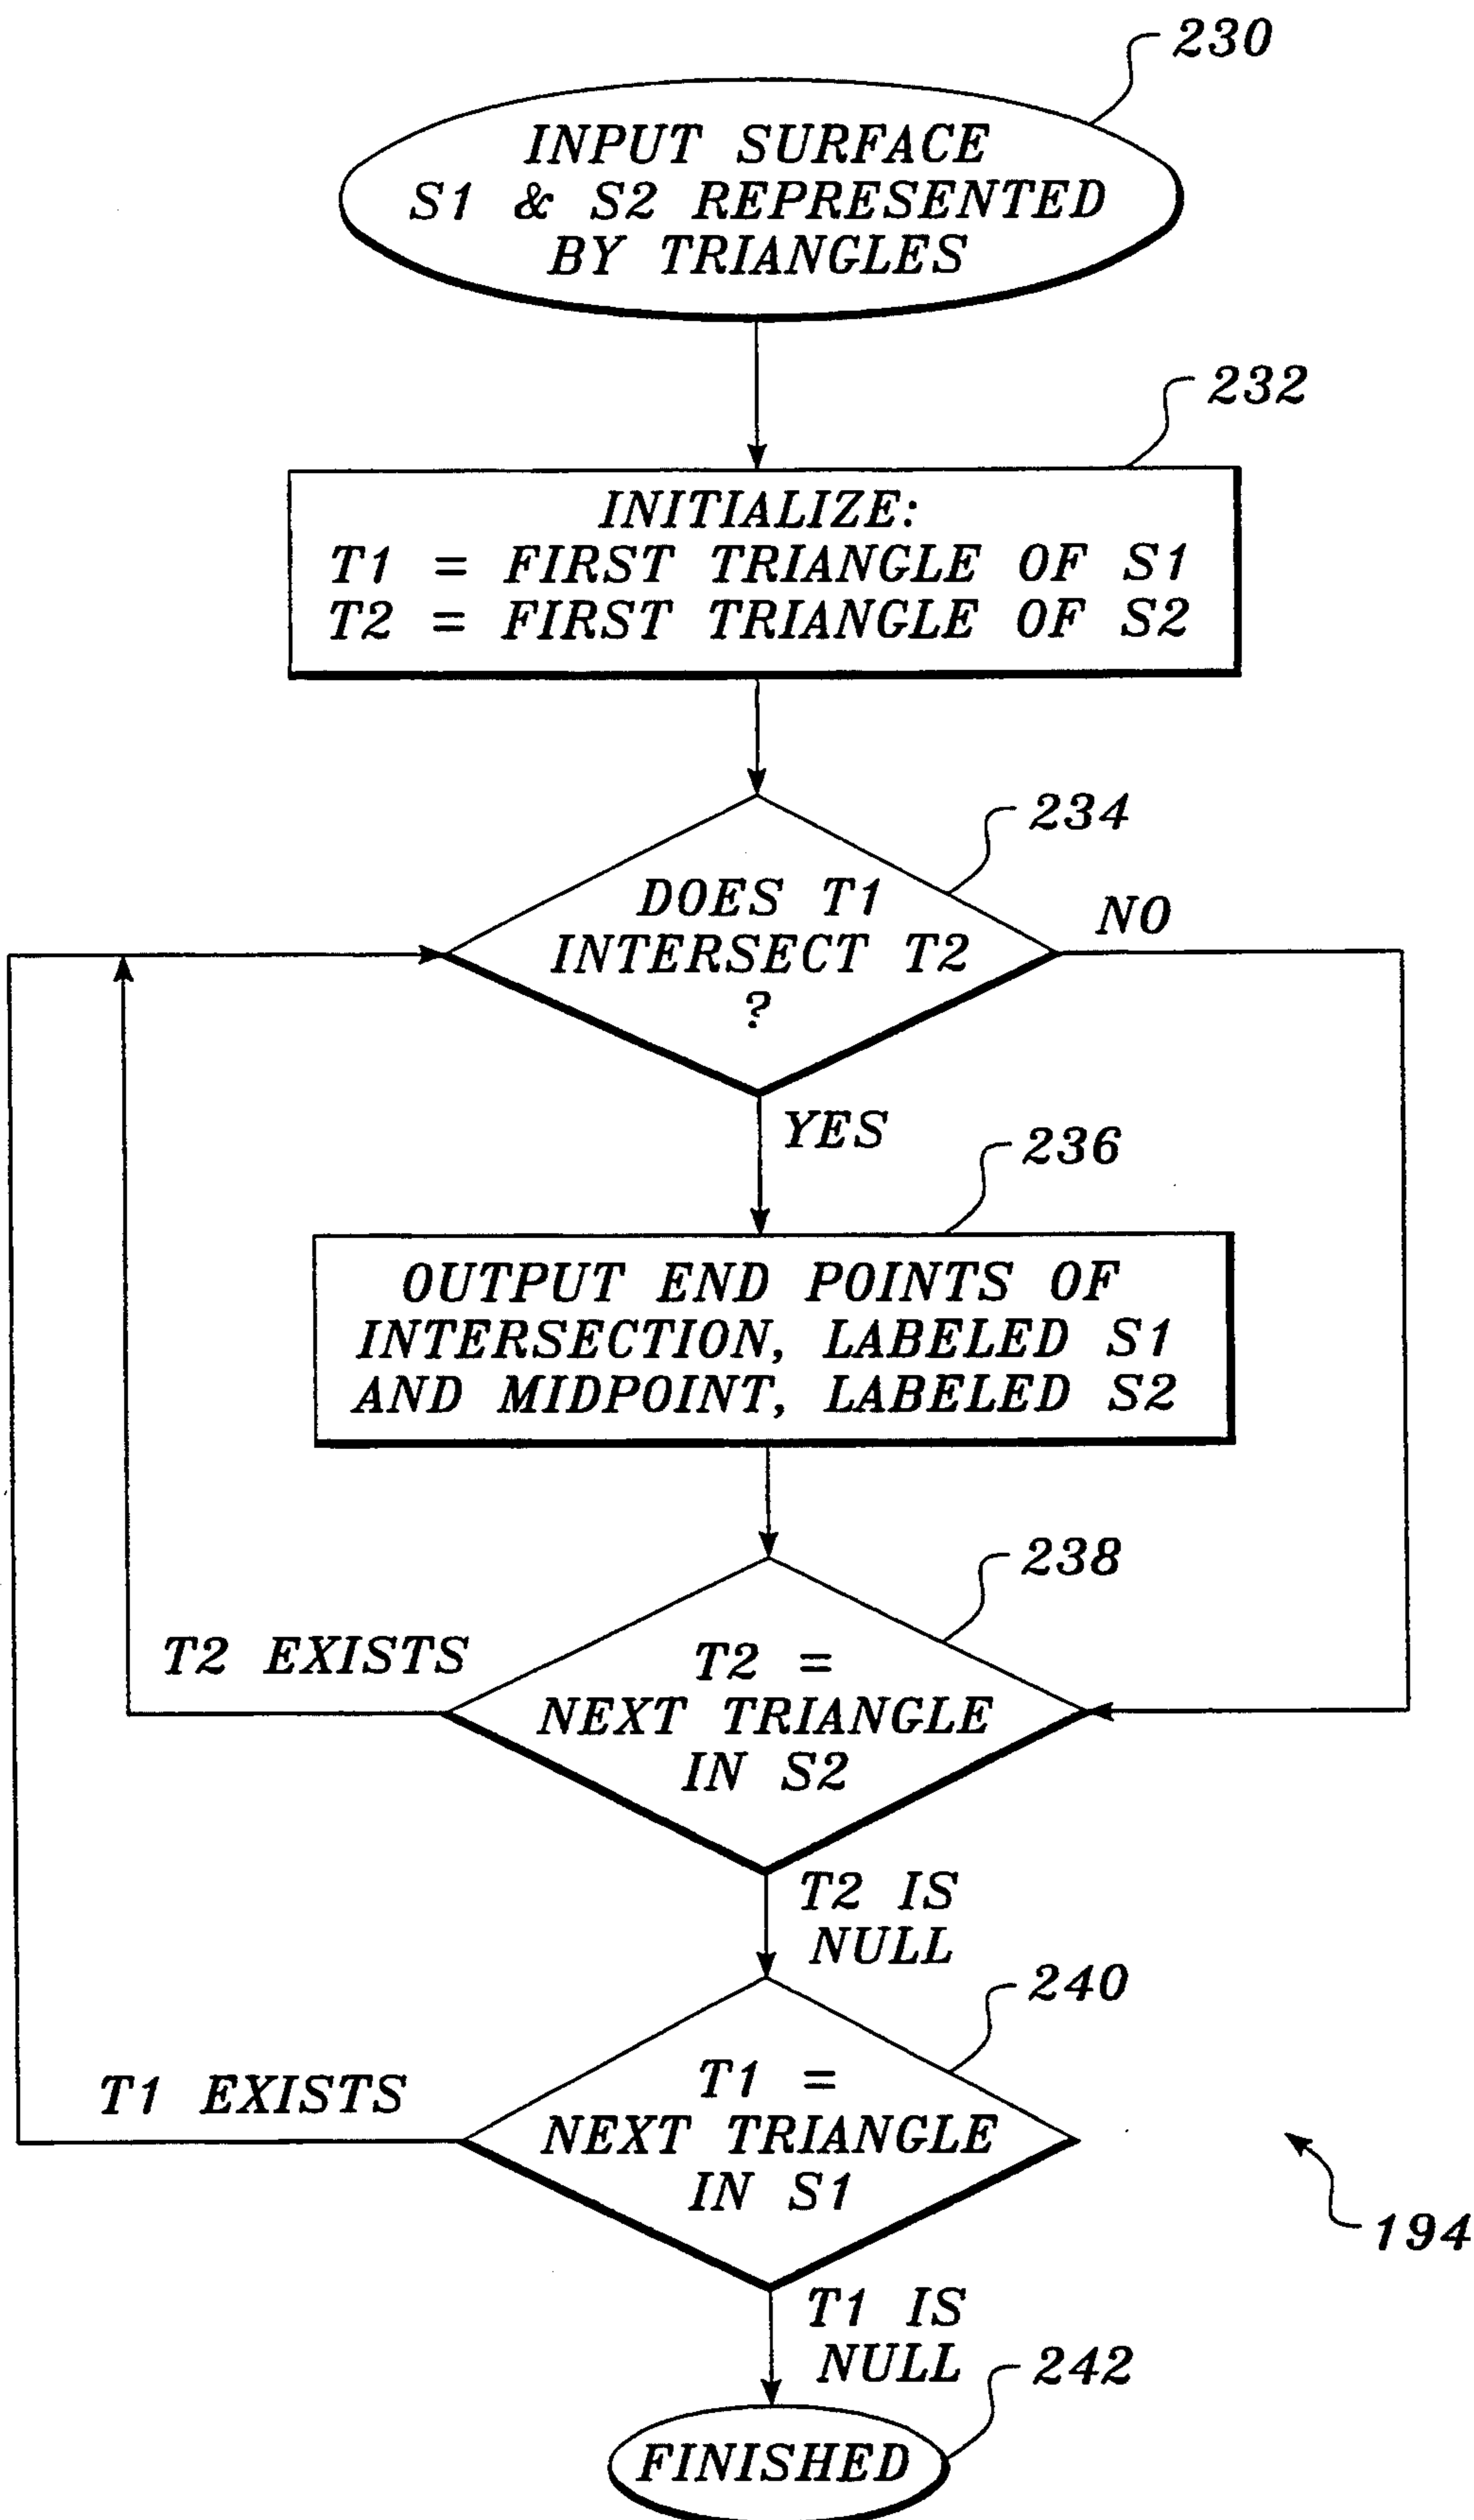 230
INPUT SURFACE
S1 & S2 REPRESENTED
BY TRIANGLES
232
INITIALIZE:
T1 = FIRST TRIANGLE OF S1
T2 = FIRST TRIANGLE OF S2
234
DOES T1
INTERSECT T2
?
NO
YES
236
OUTPUT END POINTS OF
INTERSECTION, LABELED S1
AND MIDPOINT, LABELED S2
238
T2 EXISTS
T2 =
NEXT TRIANGLE
IN S2
T2 IS
NULL
240
T1 EXISTS
T1 =
NEXT TRIANGLE
IN S1
194
T1 IS
NULL
242
FINISHED